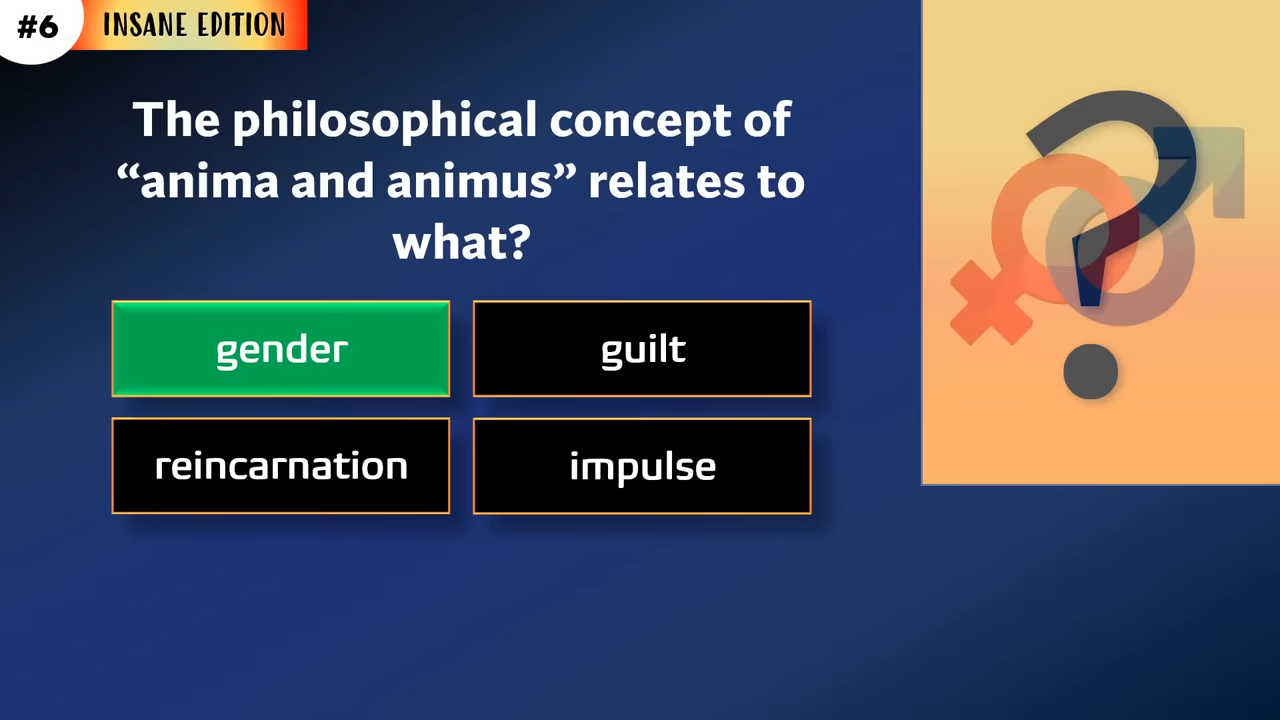 #6
INSANE EDITION
The philosophical concept of
“anima and animus” relates to
what?
gender
guilt
reincarnation
impulse